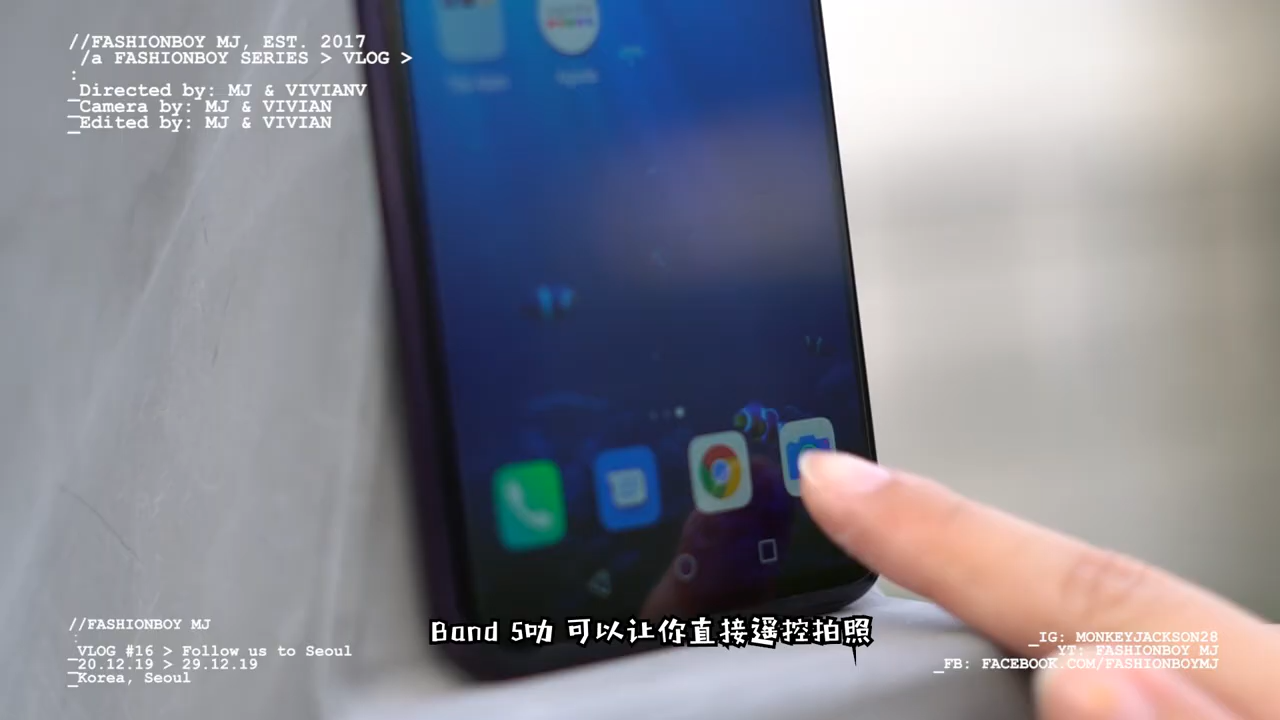 //FASHIONBOY MJ, EST. 2017
/a FASHIONBOY SERIES > VLOG >
:
_Directed by: MJ & VIVIANV
_Camera by: MJ & VIVIAN
_Edited by: MJ & VIVIAN
Band 5叻 可以让你直接遥控拍照
//FASHIONBOY MJ
:
_VLOG #16 > Follow us to Seoul
_20.12.19 > 29.12.19
_Korea, Seoul
_IG: MONKEYJACKSON28
_YT: FASHIONBOY MJ
_FB: FACEBOOK.COM/FASHIONBOYMJ